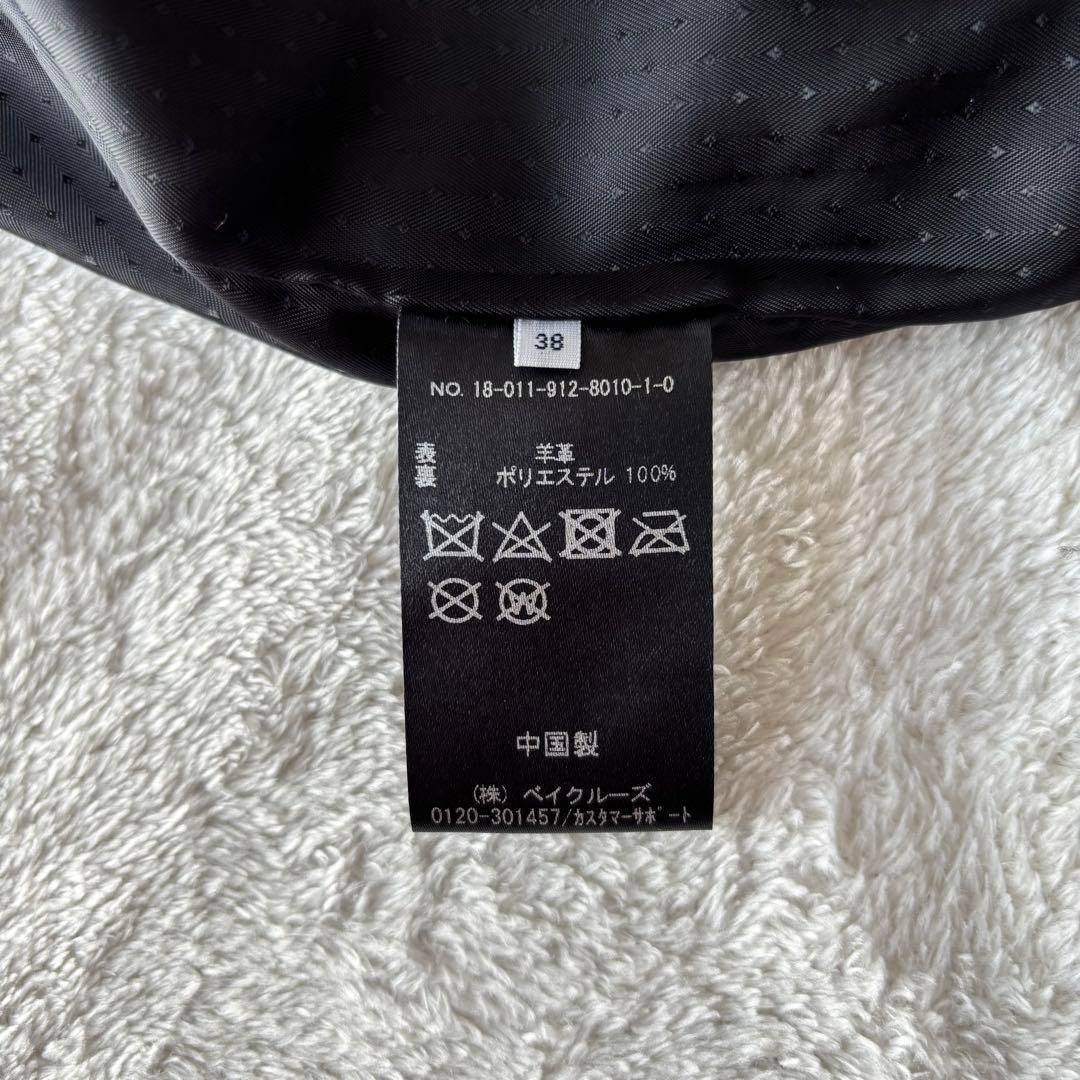 38
NO. 18-011-912-8010-1-0
表 羊革
裏 ポリエステル 100%
W
中国製
(株) ベイクルーズ
0120-301457/カスタマーサポート